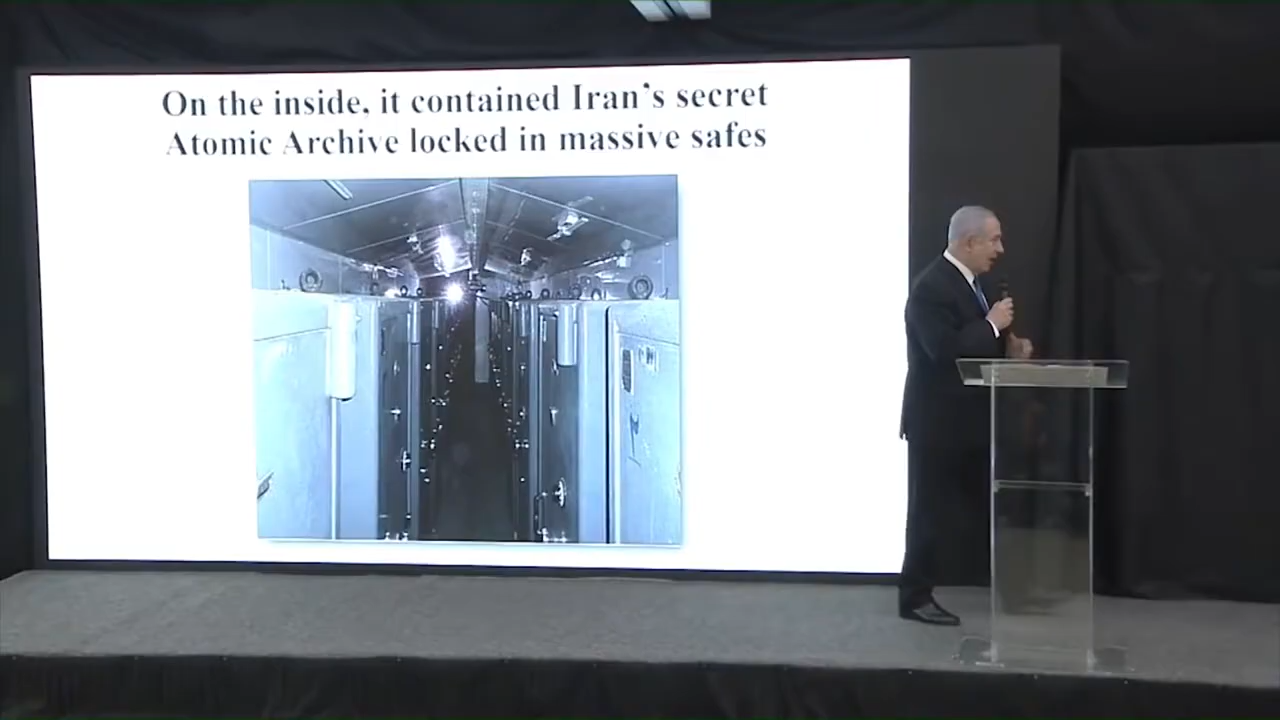 On the inside, it contained Iran's secret
Atomic Archive locked in massive safes